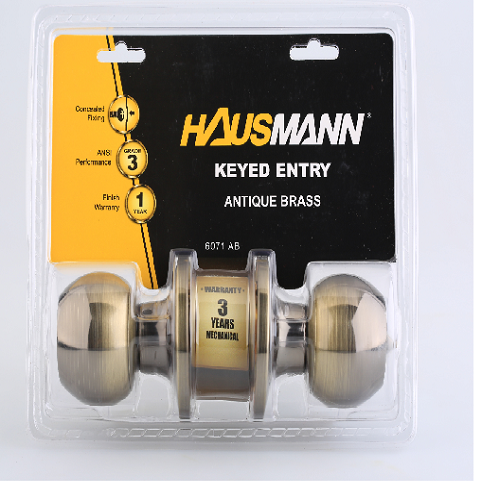 Concealed
Fixing
HAUSMANN®
ANSI
Performance
GRADE
3
KEYED ENTRY
Finish
Warranty
1
YEAR
ANTIQUE BRASS
6071 AB
WARRANTY
3
YEARS
MECHANICAL